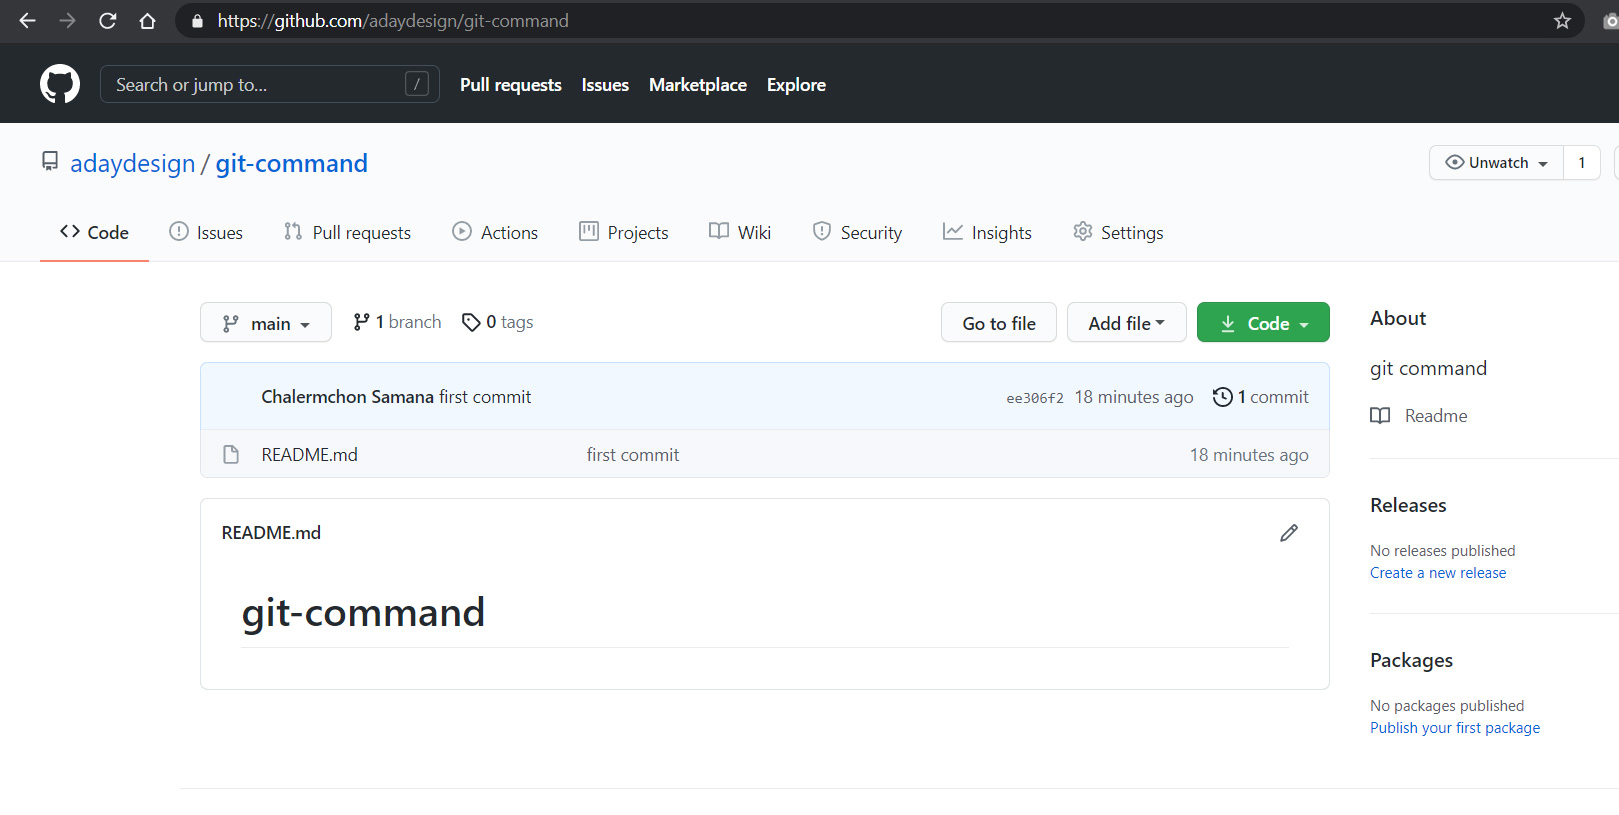 https://github.com/adaydesign/git-command
Search or jump to... / Pull requests Issues Marketplace Explore
adaydesign / git-command Unwatch 1
Code Issues Pull requests Actions Projects Wiki Security Insights Settings
main 1 branch 0 tags Go to file Add file Code
Chalermchon Samana first commit ee306f2 18 minutes ago 1 commit
README.md first commit 18 minutes ago
README.md
git-command
About
git command
Readme
Releases
No releases published
Create a new release
Packages
No packages published
Publish your first package